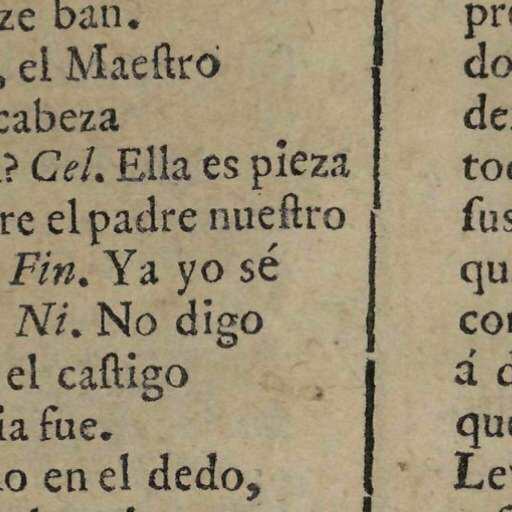 ze ban.
, el Maeſtro
cabeza
? Cel. Ella es pieza
re el padre nueſtro
Fin. Ya yo sé
Ni. No digo
el caſtigo
ia fue.
o en el dedo,
pr
do
de
to
ſus
qu
co
á d
qu
Le